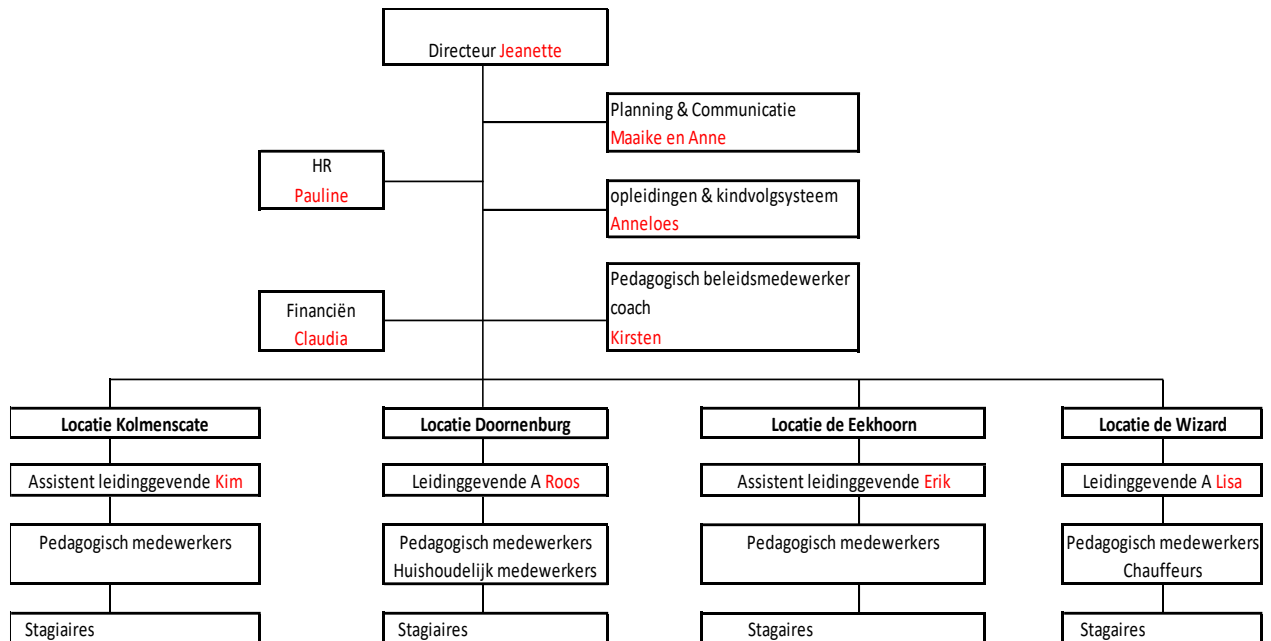 Directeur Jeanette
Planning & Communicatie
Maaike en Anne
HR
Pauline
opleidingen & kindvolgsysteem
Anneloes
Pedagogisch beleidsmedewerker
coach
Kirsten
Financiën
Claudia
Locatie Kolmenscate
Locatie Doornenburg
Locatie de Eekhoorn
Locatie de Wizard
Assistent leidinggevende Kim
Leidinggevende A Roos
Assistent leidinggevende Erik
Leidinggevende A Lisa
Pedagogisch medewerkers
Pedagogisch medewerkers
Huishoudelijk medewerkers
Pedagogisch medewerkers
Pedagogisch medewerkers
Chauffeurs
Stagiaires
Stagiaires
Stagaires
Stagaires